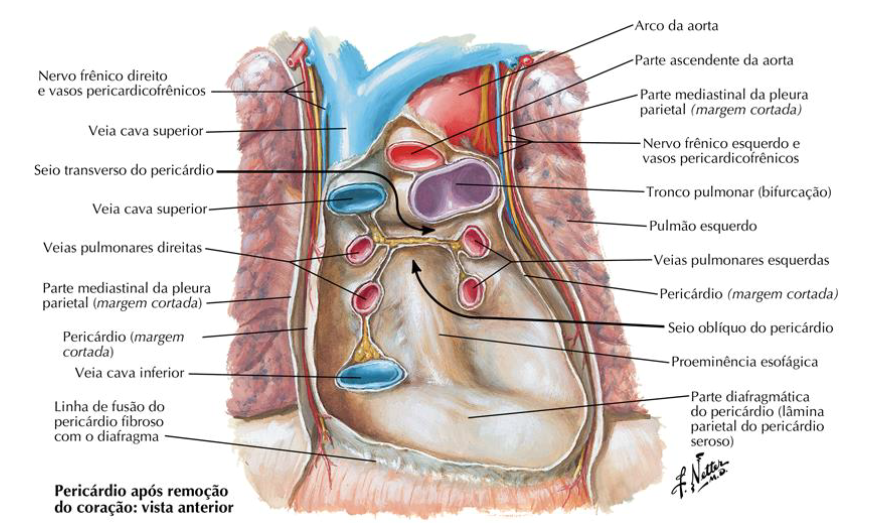 Nervo frênico direito
e vasos pericardicofrênicos
Veia cava superior
Seio transverso do pericárdio
Veia cava superior
Veias pulmonares direitas
Parte mediastinal da pleura
parietal (margem cortada)
Pericárdio (margem
cortada)
Veia cava inferior
Linha de fusão do
pericárdio fibroso
com o diafragma
Pericárdio após remoção
do coração: vista anterior
Arco da aorta
Parte ascendente da aorta
Parte mediastinal da pleura
parietal (margem cortada)
Nervo frênico esquerdo e
vasos pericardicofrênicos
Tronco pulmonar (bifurcação)
Pulmão esquerdo
Veias pulmonares esquerdas
Pericárdio (margem cortada)
Seio oblíquo do pericárdio
Proeminência esofágica
Parte diafragmática
do pericárdio (lâmina
parietal do pericárdio
seroso)
F. Netter
M.D.